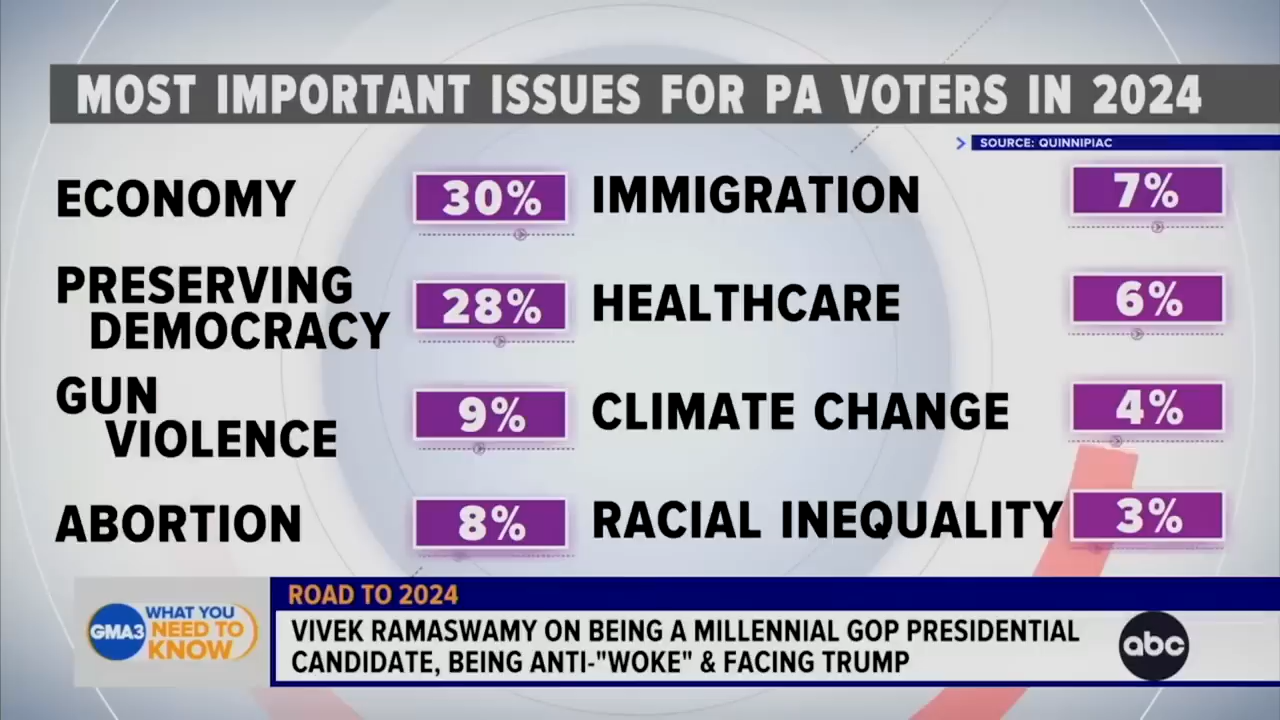 MOST IMPORTANT ISSUES FOR PA VOTERS IN 2024
SOURCE: QUINNIPIAC
ECONOMY 30%
PRESERVING
DEMOCRACY 28%
GUN
VIOLENCE 9%
ABORTION 8%
IMMIGRATION 7%
HEALTHCARE 6%
CLIMATE CHANGE 4%
RACIAL INEQUALITY 3%
GMA3
WHAT YOU
NEED TO
KNOW
ROAD TO 2024
VIVEK RAMASWAMY ON BEING A MILLENNIAL GOP PRESIDENTIAL
CANDIDATE, BEING ANTI-"WOKE" & FACING TRUMP
abc